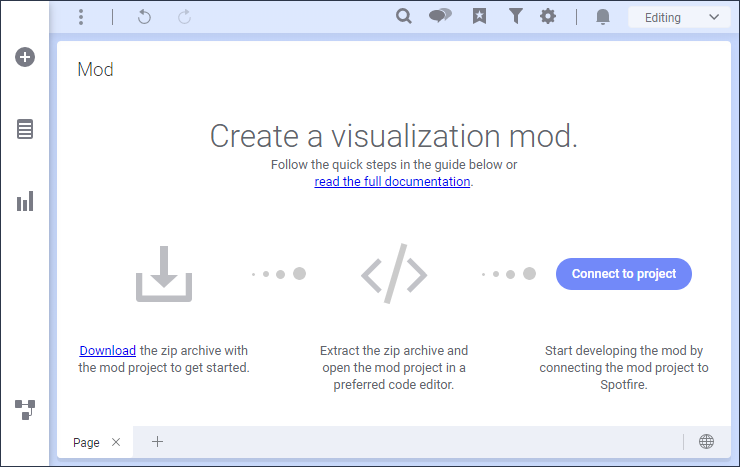 Editing
Mod
Create a visualization mod.
Follow the quick steps in the guide below or
read the full documentation.
Connect to project
Download the zip archive with
the mod project to get started.
Extract the zip archive and
open the mod project in a
preferred code editor.
Start developing the mod by
connecting the mod project to
Spotfire.
Page